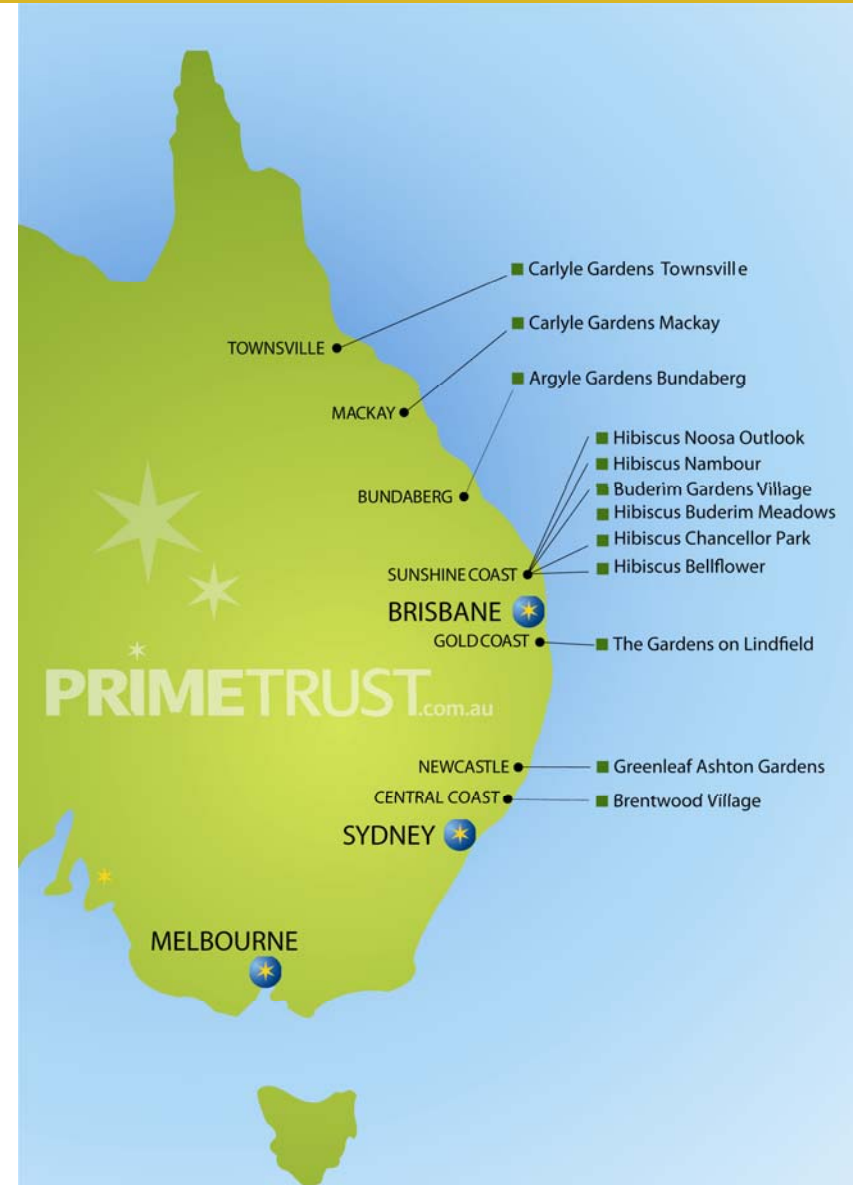 Carlyle Gardens Townsville
TOWNSVILLE
Carlyle Gardens Mackay
Argyle Gardens Bundaberg
MACKAY
Hibiscus Noosa Outlook
Hibiscus Nambour
Buderim Gardens Village
BUNDABERG
Hibiscus Buderim Meadows
Hibiscus Chancellor Park
Hibiscus Bellflower
SUNSHINE COAST
BRISBANE
GOLD COAST
The Gardens on Lindfield
PRIMETRUST.com.au
NEWCASTLE
Greenleaf Ashton Gardens
CENTRAL COAST
Brentwood Village
SYDNEY
MELBOURNE